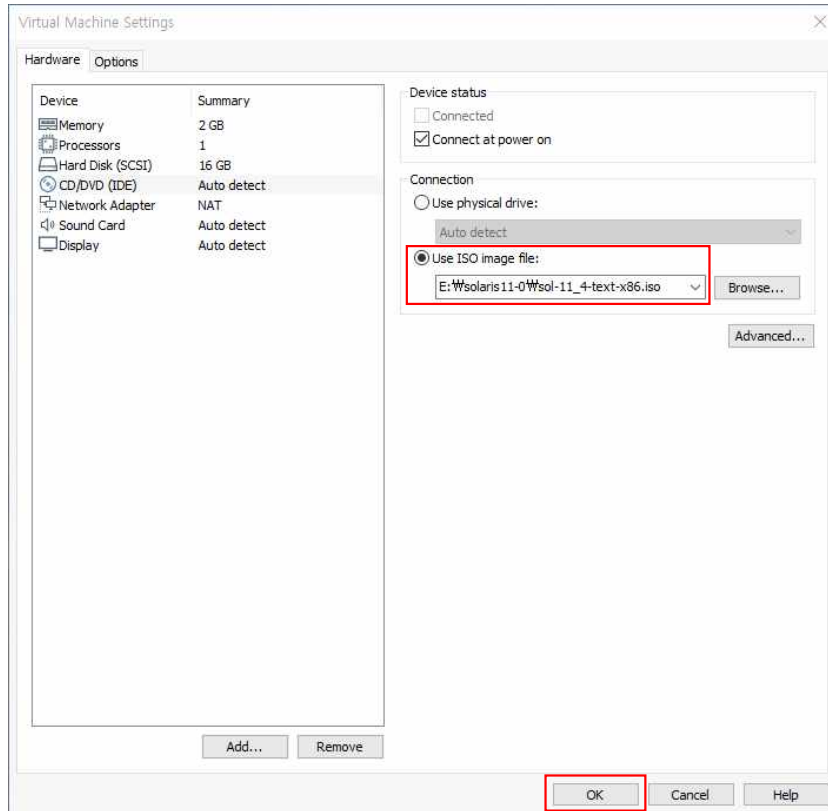 Virtual Machine Settings
Hardware Options
Device Summary
Memory 2 GB
Processors 1
Hard Disk (SCSI) 16 GB
CD/DVD (IDE) Auto detect
Network Adapter NAT
Sound Card Auto detect
Display Auto detect
Add... Remove
Device status
Connected
Connect at power on
Connection
Use physical drive:
Auto detect
Use ISO image file:
E:₩solaris11-0₩sol-11_4-text-x86.iso Browse...
Advanced...
OK Cancel Help